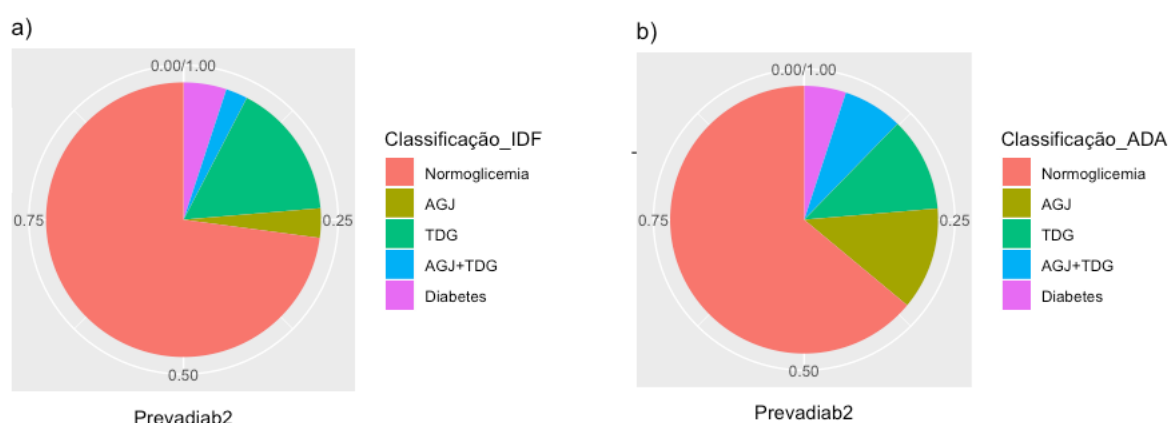 a)
0.00/1.00
0.75
0.25
0.50
Prevadiab2
Classificação_IDF
Normoglicemia
AGJ
TDG
AGJ+TDG
Diabetes
b)
0.00/1.00
0.75
0.25
0.50
Prevadiab2
Classificação_ADA
Normoglicemia
AGJ
TDG
AGJ+TDG
Diabetes